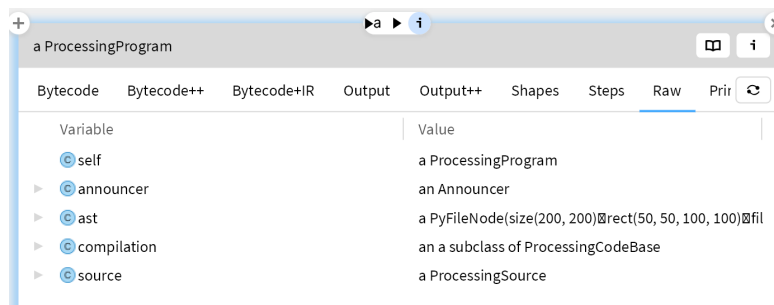 a
i
a ProcessingProgram
i
Bytecode Bytecode++ Bytecode+IR Output Output++ Shapes Steps Raw Prir
Variable Value
C self a ProcessingProgram
C announcer an Announcer
C ast a PyFileNode(size(200, 200)￼rect(50, 50, 100, 100)￼fil
C compilation an a subclass of ProcessingCodeBase
C source a ProcessingSource